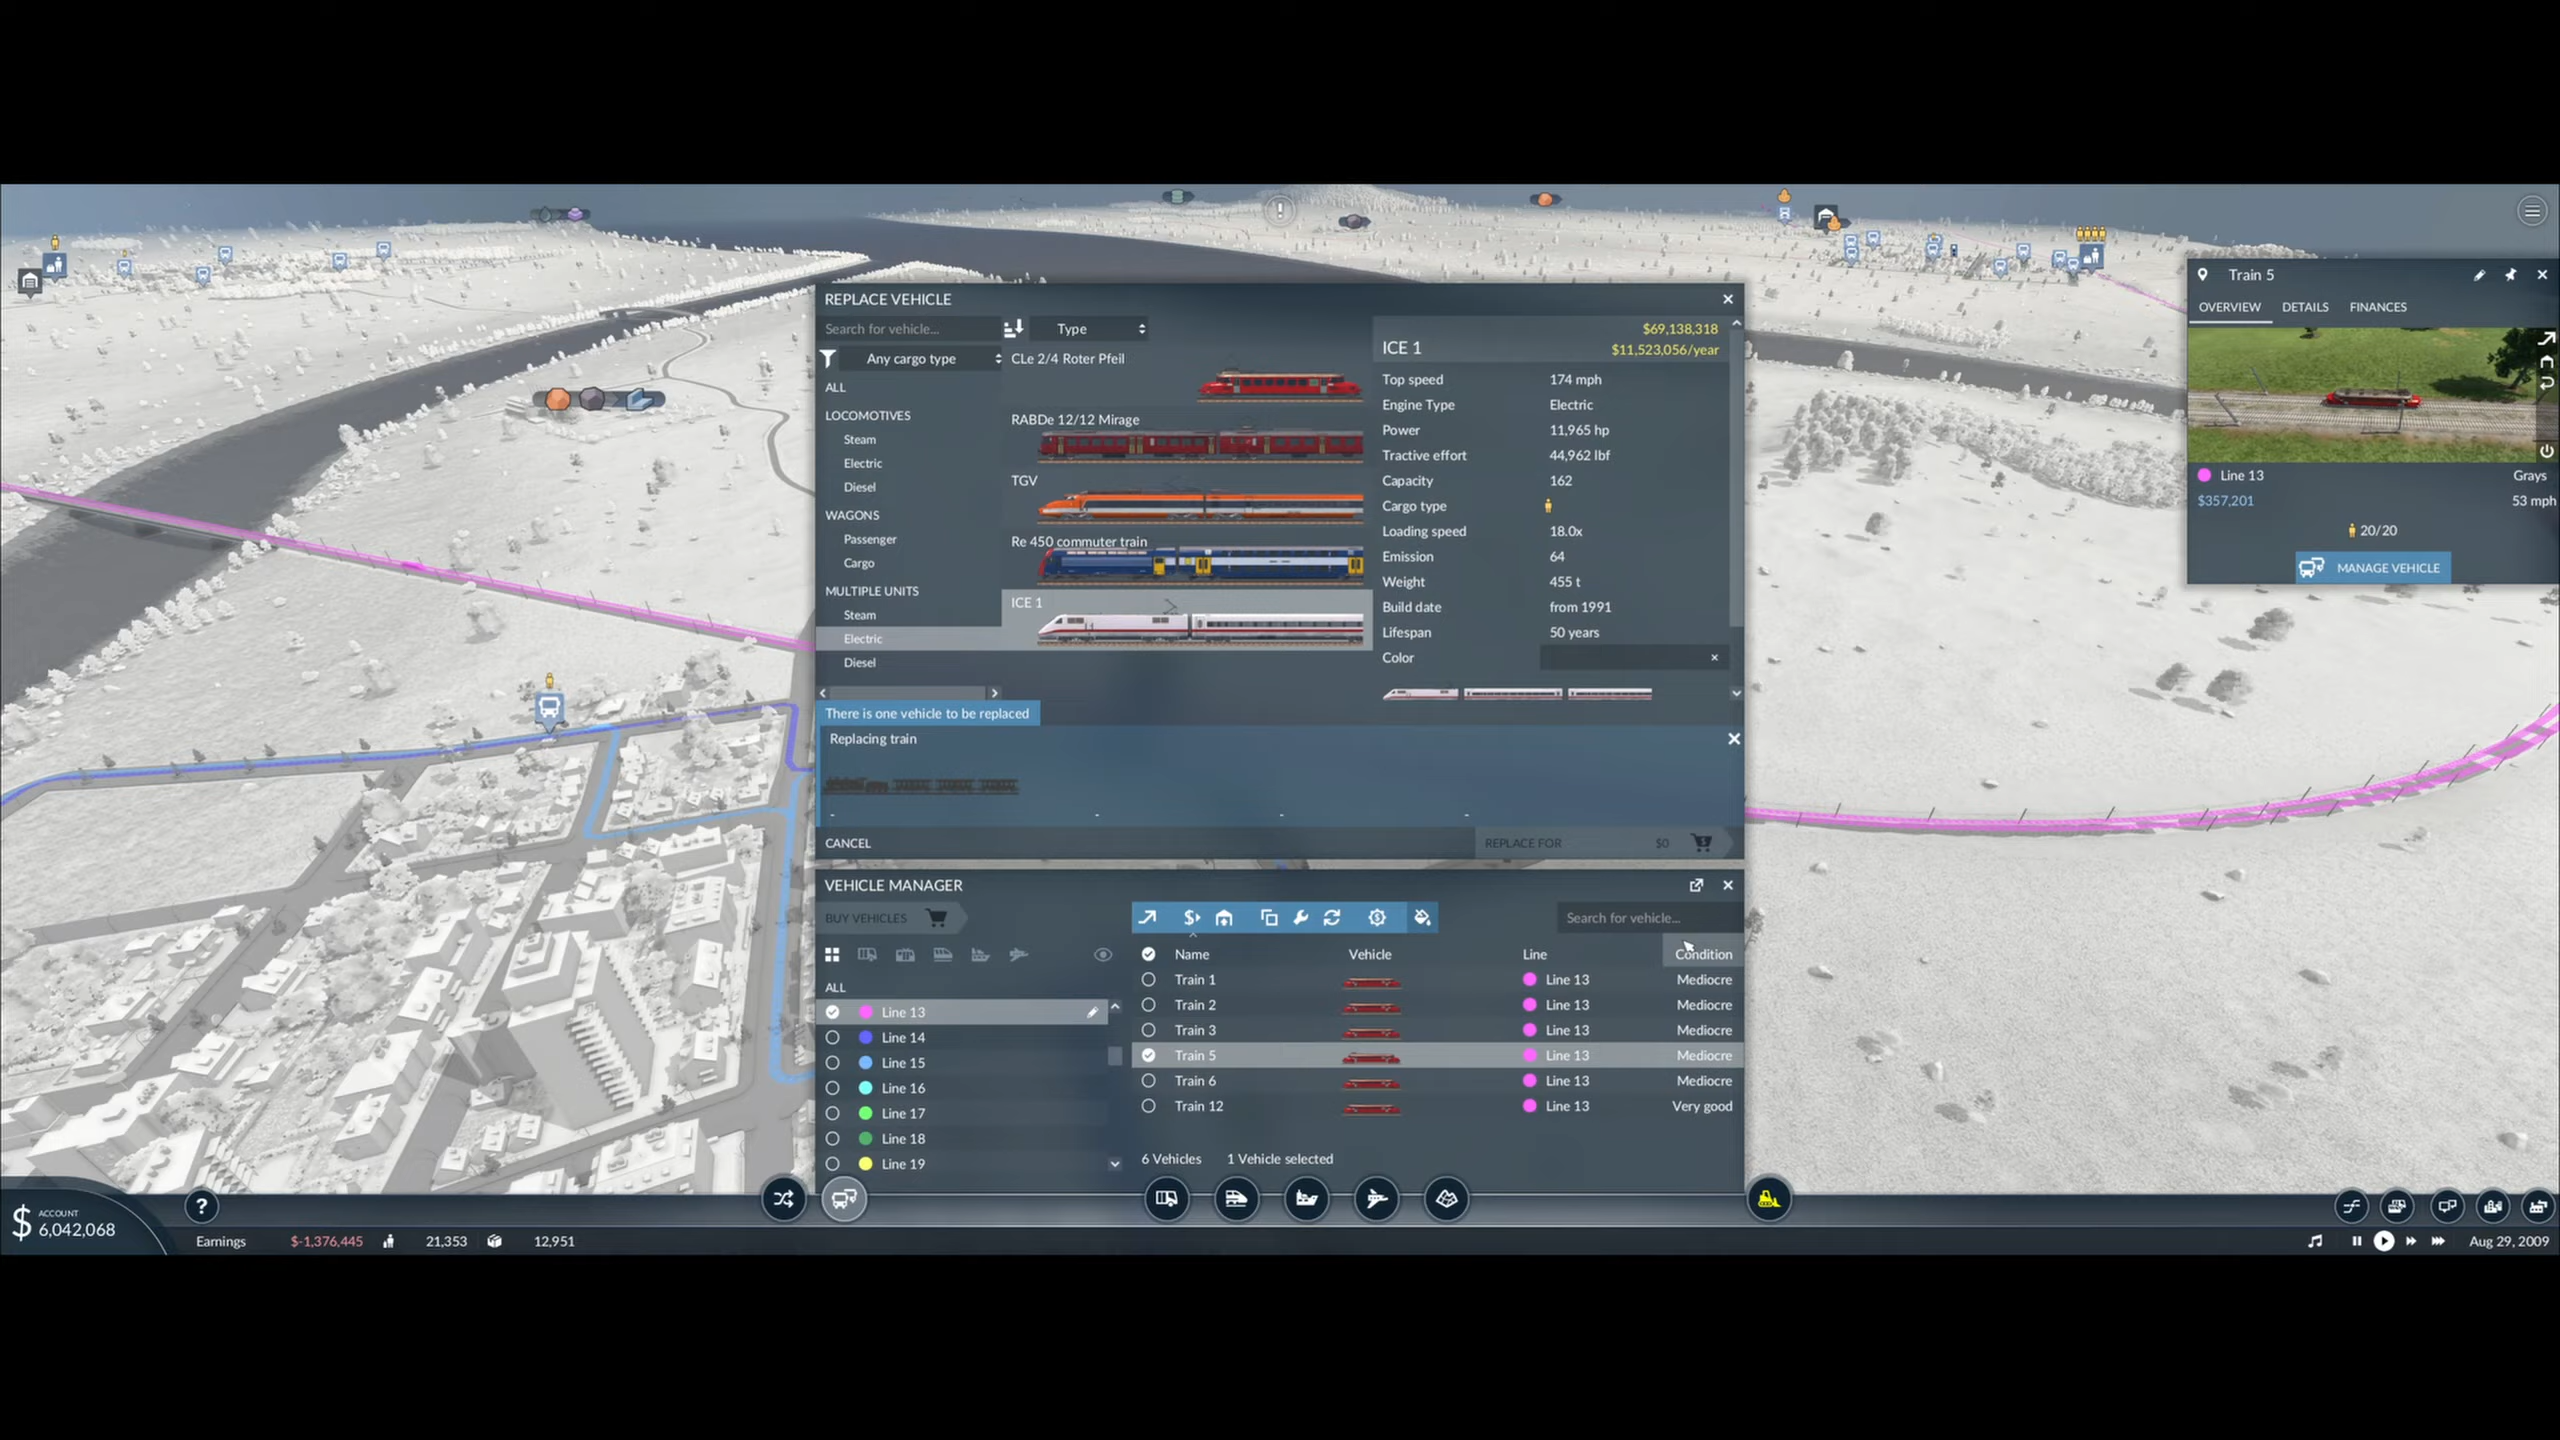 REPLACE VEHICLE
Search for vehicle...
Type
Any cargo type
ALL
LOCOMOTIVES
Steam
Electric
Diesel
WAGONS
Passenger
Cargo
MULTIPLE UNITS
Steam
Electric
Diesel
CLe 2/4 Roter Pfeil
RABDe 12/12 Mirage
TGV
Re 450 commuter train
ICE 1
$69,138,318
ICE 1
$11,523,056/year
Top speed 174 mph
Engine Type Electric
Power 11,965 hp
Tractive effort 44,962 lbf
Capacity 162
Cargo type
Loading speed 18.0x
Emission 64
Weight 455 t
Build date from 1991
Lifespan 50 years
Color
There is one vehicle to be replaced
Replacing train
- - - -
CANCEL
REPLACE FOR $0
Train 5
OVERVIEW DETAILS FINANCES
Line 13 Grays
$357,201 53 mph
20/20
MANAGE VEHICLE
VEHICLE MANAGER
BUY VEHICLES
Search for vehicle...
ALL
Line 13
Line 14
Line 15
Line 16
Line 17
Line 18
Line 19
Name Vehicle Line Condition
Train 1 Line 13 Mediocre
Train 2 Line 13 Mediocre
Train 3 Line 13 Mediocre
Train 5 Line 13 Mediocre
Train 6 Line 13 Mediocre
Train 12 Line 13 Very good
6 Vehicles 1 Vehicle selected
$ ACCOUNT
6,042,068
?
Earnings $-1,376,445 21,353 12,951
Aug 29, 2009